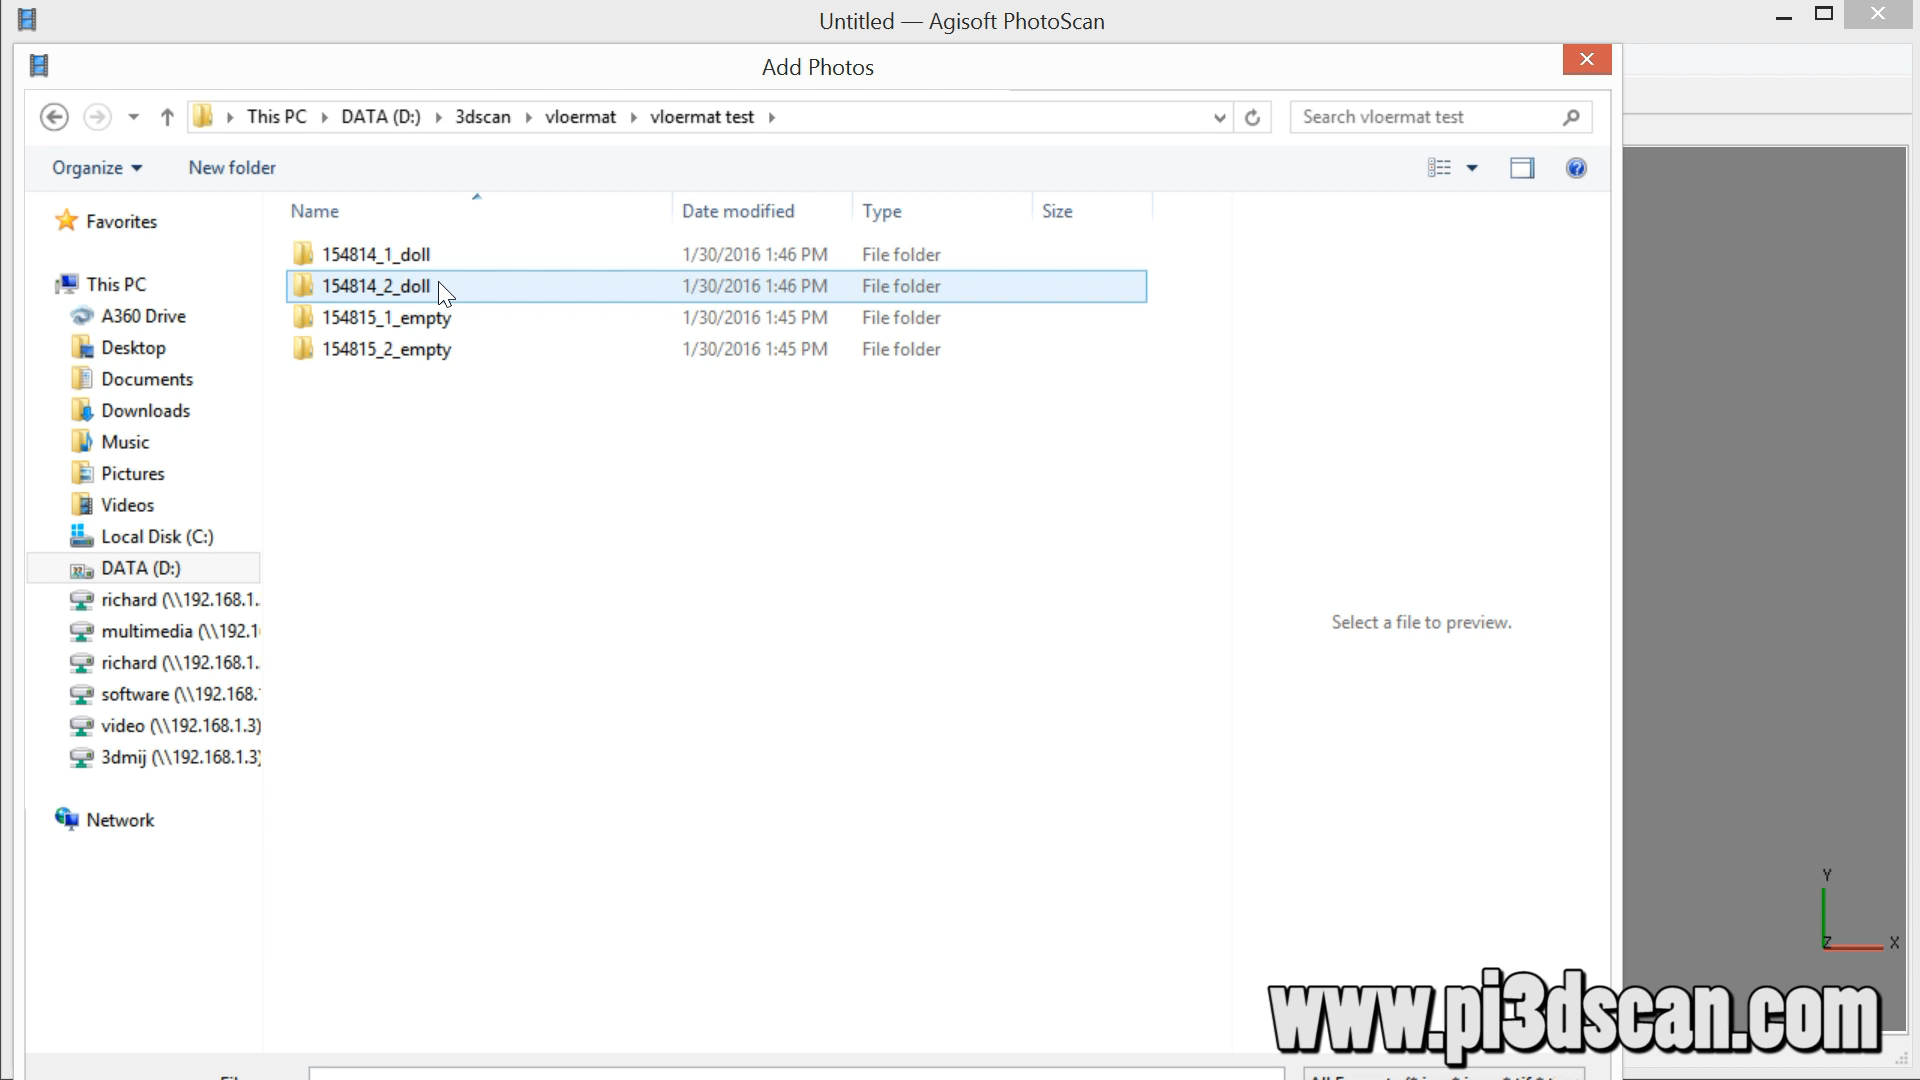 Untitled — Agisoft PhotoScan
Add Photos
This PC
DATA (D:)
3dscan
vloermat
vloermat test
Search vloermat test
Organize
New folder
Name
Date modified
Type
Size
Favorites
This PC
A360 Drive
Desktop
Documents
Downloads
Music
Pictures
Videos
Local Disk (C:)
DATA (D:)
richard (\\192.168.1.
multimedia (\\192.1
richard (\\192.168.1.
software (\\192.168.
video (\\192.168.1.3)
3dmij (\\192.168.1.3)
Network
154814_1_doll 1/30/2016 1:46 PM File folder
154814_2_doll 1/30/2016 1:46 PM File folder
154815_1_empty 1/30/2016 1:45 PM File folder
154815_2_empty 1/30/2016 1:45 PM File folder
Select a file to preview.
Y
Z
X
www.pi3dscan.com